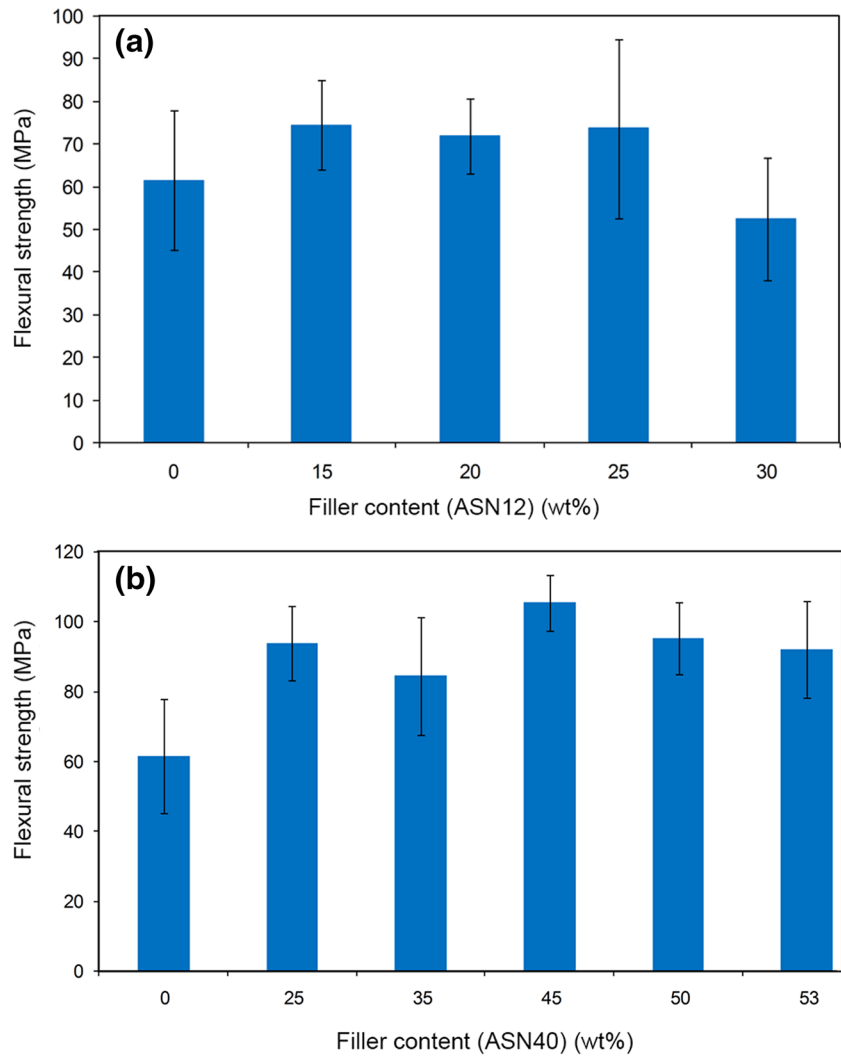 (a)
Flexural strength (MPa)
100
90
80
70
60
50
40
30
20
10
0
0 15 20 25 30
Filler content (ASN12) (wt%)
(b)
Flexural strength (MPa)
120
100
80
60
40
20
0
0 25 35 45 50 53
Filler content (ASN40) (wt%)